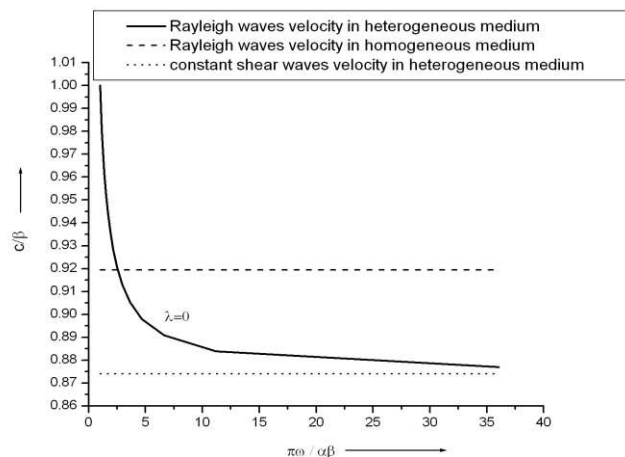 Rayleigh waves velocity in heterogeneous medium
Rayleigh waves velocity in homogeneous medium
constant shear waves velocity in heterogeneous medium
1.01
1.00
0.99
0.98
0.97
0.96
0.95
0.94
0.93
0.92
0.91
0.90
0.89
0.88
0.87
0.86
c/β
λ=0
0 5 10 15 20 25 30 35 40
πω / αβ